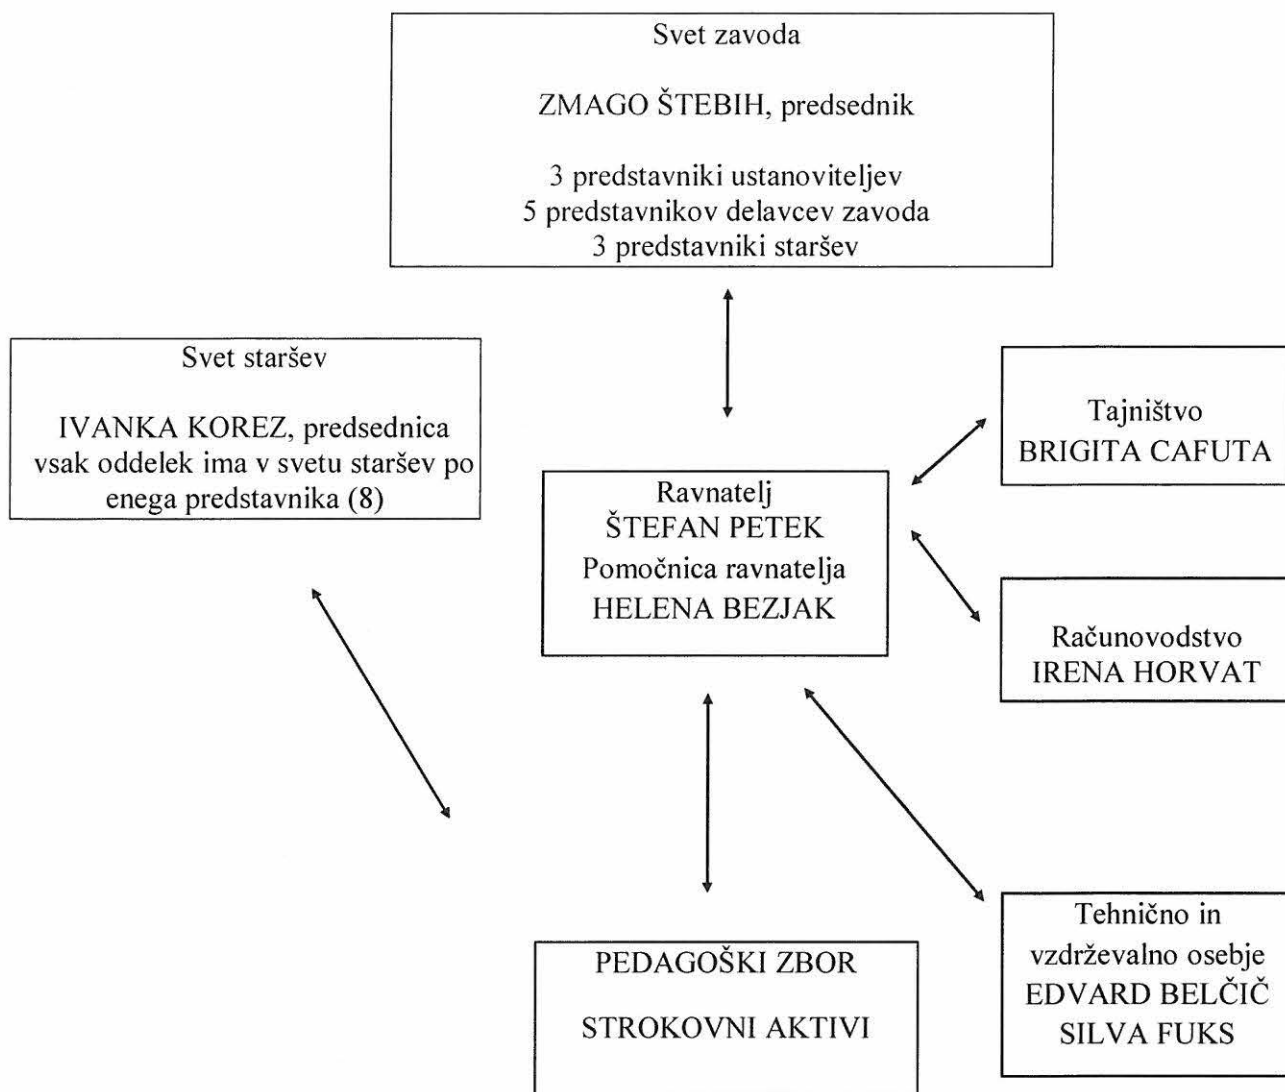 Svet zavoda
ZMAGO ŠTEBIH, predsednik
3 predstavniki ustanoviteljev
5 predstavnikov delavcev zavoda
3 predstavniki staršev
Svet staršev
IVANKA KOREZ, predsednica
vsak oddelek ima v svetu staršev po
enega predstavnika (8)
Tajništvo
BRIGITA CAFUTA
Ravnatelj
ŠTEFAN PETEK
Pomočnica ravnatelja
HELENA BEZJAK
Računovodstvo
IRENA HORVAT
PEDAGOŠKI ZBOR
STROKOVNI AKTIVI
Tehnično in
vzdrževalno osebje
EDVARD BELČIČ
SILVA FUKS